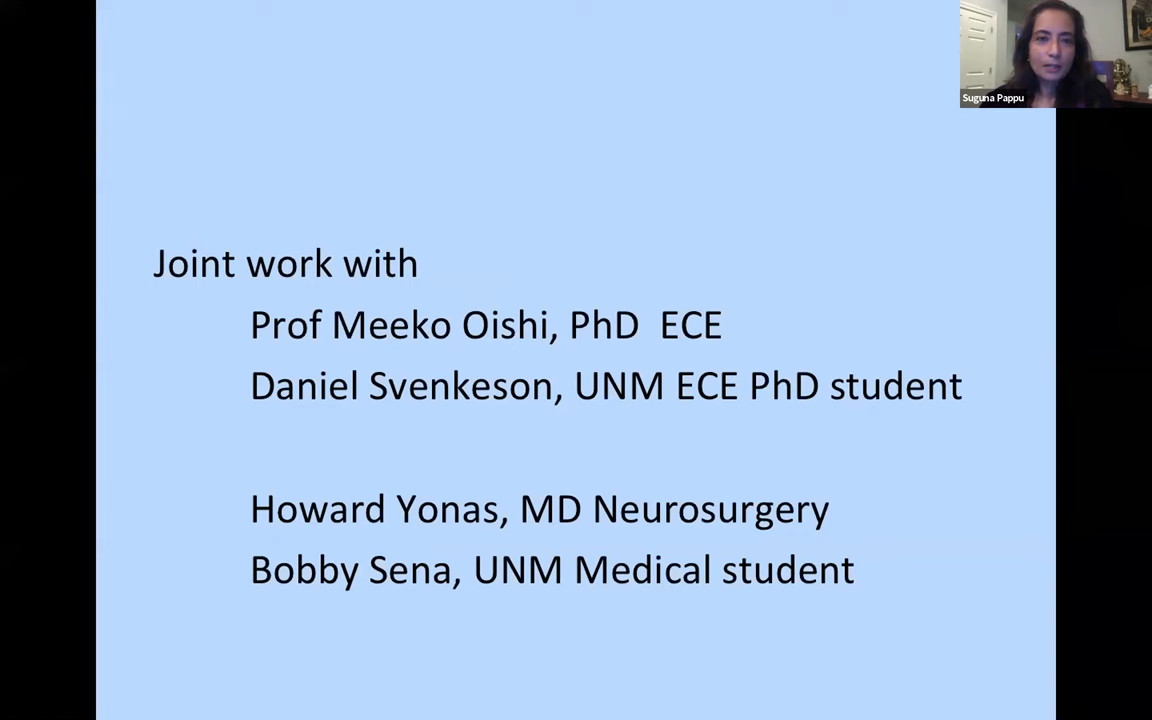 Suguna Pappu
Joint work with
Prof Meeko Oishi, PhD  ECE
Daniel Svenkeson, UNM ECE PhD student
Howard Yonas, MD Neurosurgery
Bobby Sena, UNM Medical student